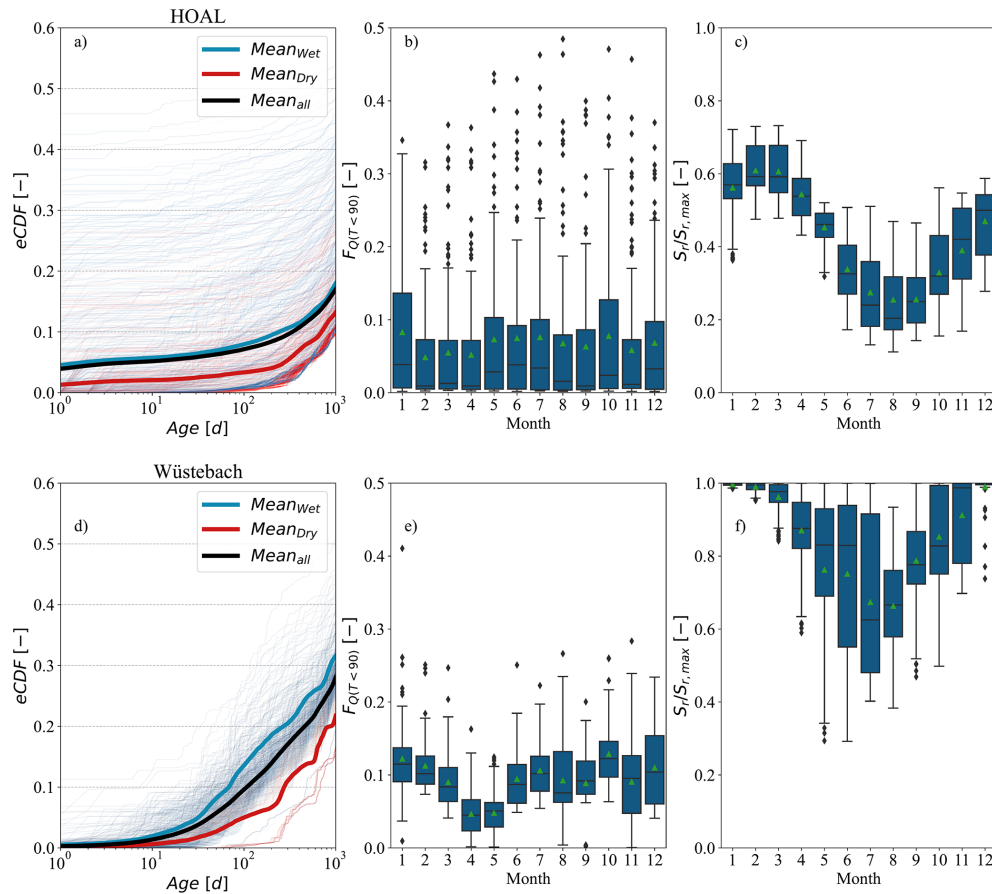 HOAL
a)
Mean_Wet
Mean_Dry
Mean_all
eCDF [−]
0.6
0.5
0.4
0.3
0.2
0.1
0.0
10^0 10^1 10^2 10^3
Age [d]
b)
F_Q(T < 90) [−]
0.5
0.4
0.3
0.2
0.1
0.0
1 2 3 4 5 6 7 8 9 10 11 12
Month
c)
S_r/S_r,max [−]
1.0
0.8
0.6
0.4
0.2
0.0
1 2 3 4 5 6 7 8 9 10 11 12
Month
Wüstebach
d)
Mean_Wet
Mean_Dry
Mean_all
eCDF [−]
0.6
0.5
0.4
0.3
0.2
0.1
0.0
10^0 10^1 10^2 10^3
Age [d]
e)
F_Q(T < 90) [−]
0.5
0.4
0.3
0.2
0.1
0.0
1 2 3 4 5 6 7 8 9 10 11 12
Month
f)
S_r/S_r,max [−]
1.0
0.8
0.6
0.4
0.2
0.0
1 2 3 4 5 6 7 8 9 10 11 12
Month